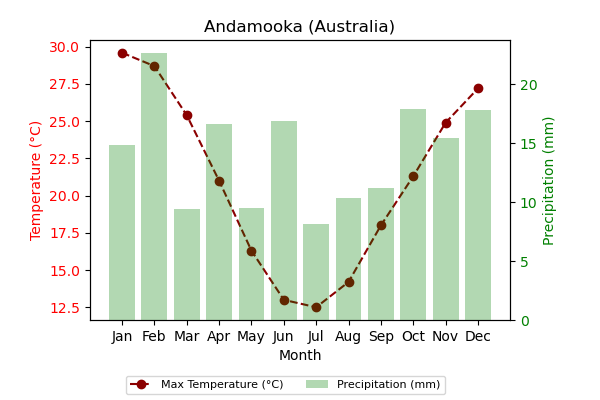 Andamooka (Australia)
30.0
27.5
25.0
22.5
20.0
17.5
15.0
12.5
Temperature (°C)
20
15
10
5
0
Precipitation (mm)
Jan Feb Mar Apr May Jun Jul Aug Sep Oct Nov Dec
Month
Max Temperature (°C) Precipitation (mm)